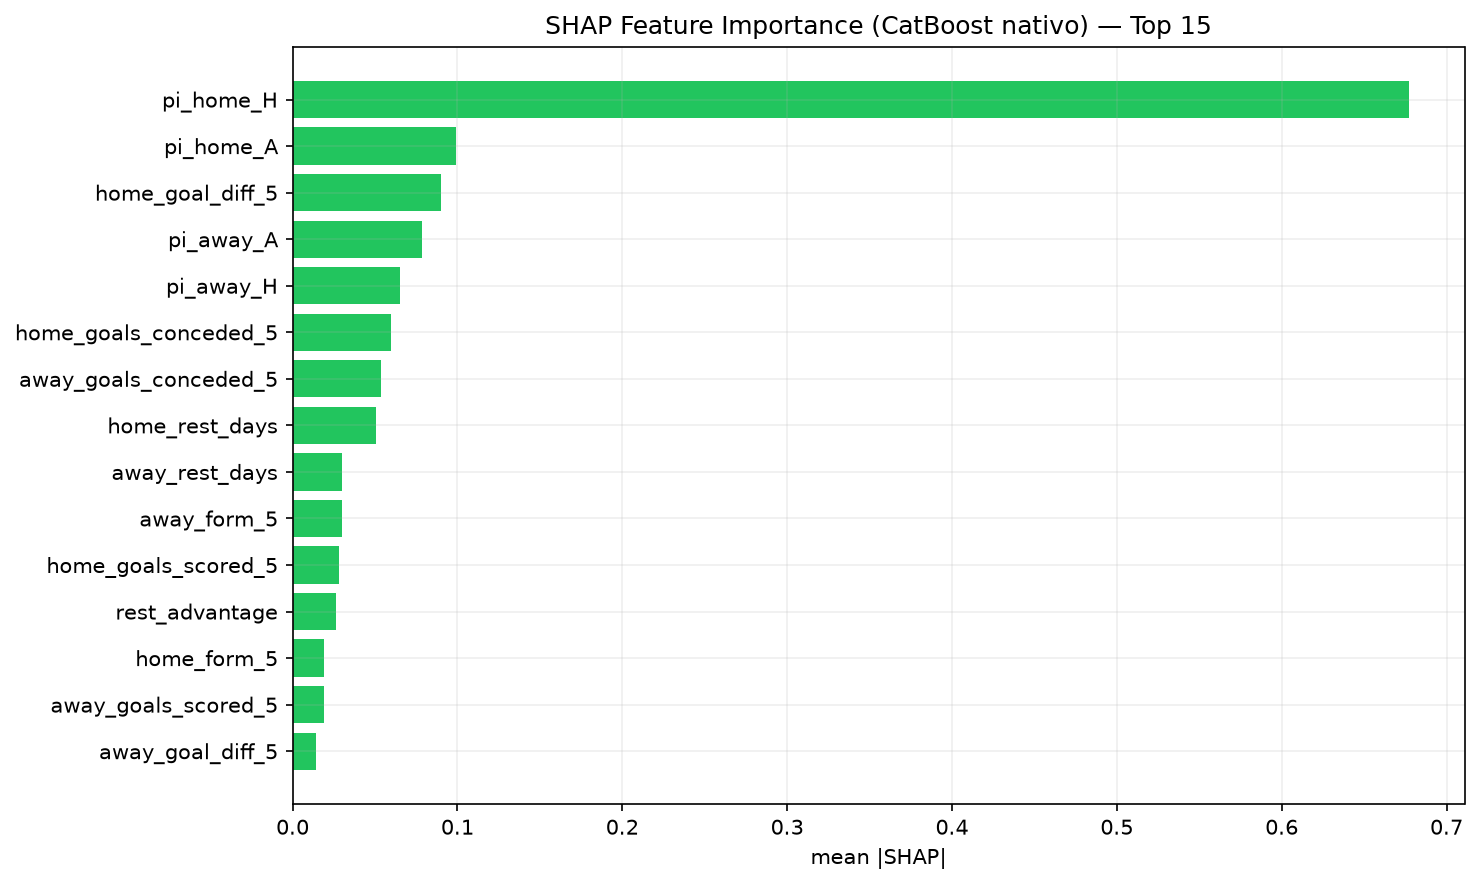 SHAP Feature Importance (CatBoost nativo) — Top 15
pi_home_H
pi_home_A
home_goal_diff_5
pi_away_A
pi_away_H
home_goals_conceded_5
away_goals_conceded_5
home_rest_days
away_rest_days
away_form_5
home_goals_scored_5
rest_advantage
home_form_5
away_goals_scored_5
away_goal_diff_5
0.0 0.1 0.2 0.3 0.4 0.5 0.6 0.7
mean |SHAP|